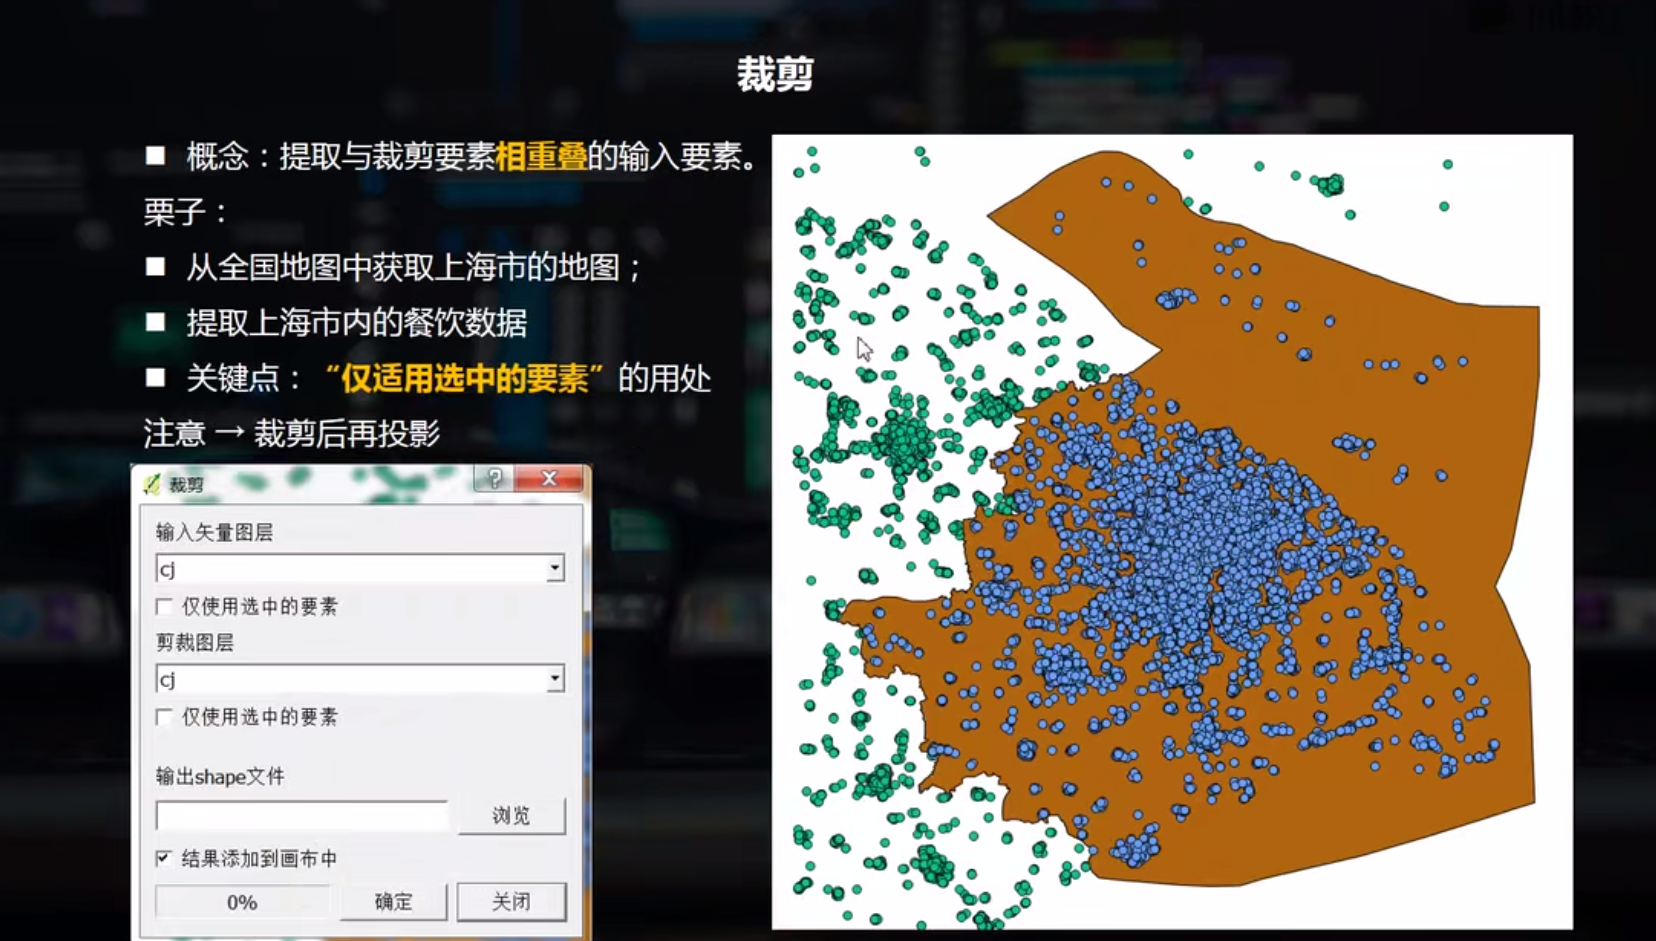 裁剪
■ 概念：提取与裁剪要素相重叠的输入要素。
栗子：
■ 从全国地图中获取上海市的地图；
■ 提取上海市内的餐饮数据
■ 关键点：“仅适用选中的要素”的用处
注意 → 裁剪后再投影
裁剪
输入矢量图层
cj
仅使用选中的要素
剪裁图层
cj
仅使用选中的要素
输出shape文件
浏览
结果添加到画布中
0% 确定 关闭